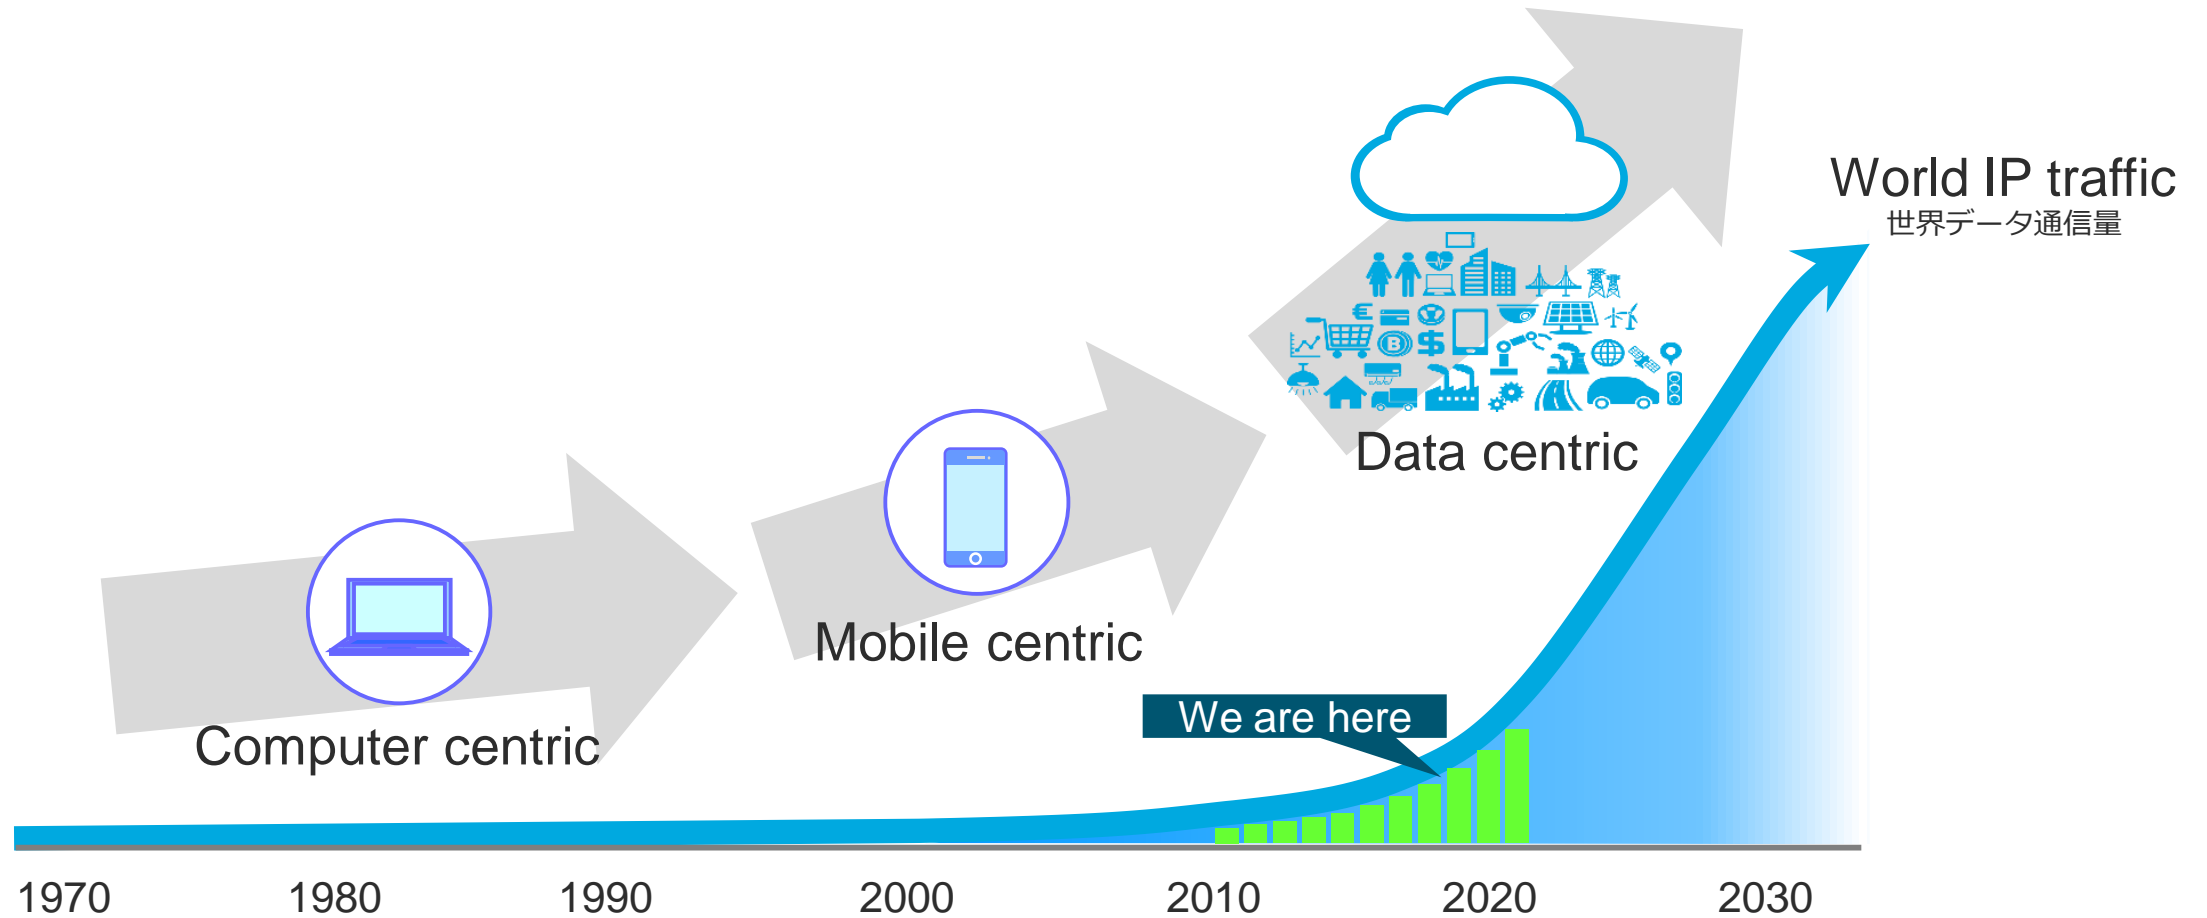 World IP traffic
世界データ通信量
Data centric
Mobile centric
We are here
Computer centric
1970 1980 1990 2000 2010 2020 2030